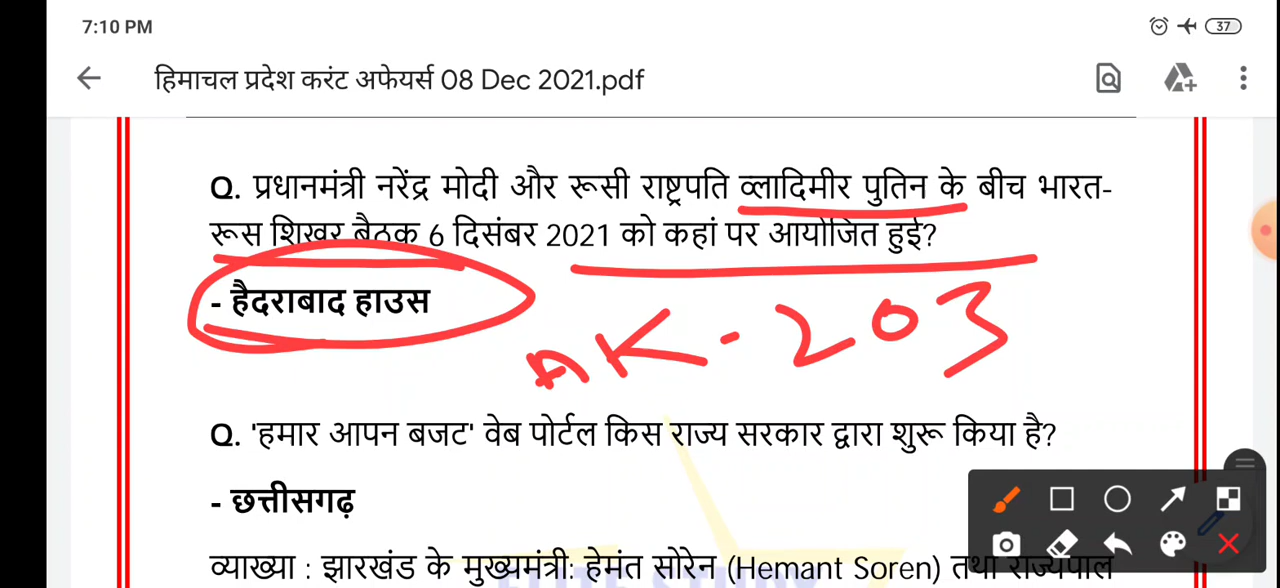 7:10 PM
37
हिमाचल प्रदेश करंट अफेयर्स 08 Dec 2021.pdf
Q. प्रधानमंत्री नरेंद्र मोदी और रूसी राष्ट्रपति व्लादिमीर पुतिन के बीच भारत-
रूस शिखर बैठक 6 दिसंबर 2021 को कहां पर आयोजित हुई?
- हैदराबाद हाउस
AK-203
Q. 'हमार आपन बजट' वेब पोर्टल किस राज्य सरकार द्वारा शुरू किया है?
- छत्तीसगढ़
व्याख्या : झारखंड के मुख्यमंत्री: हेमंत सोरेन (Hemant Soren) तथा राज्यपाल